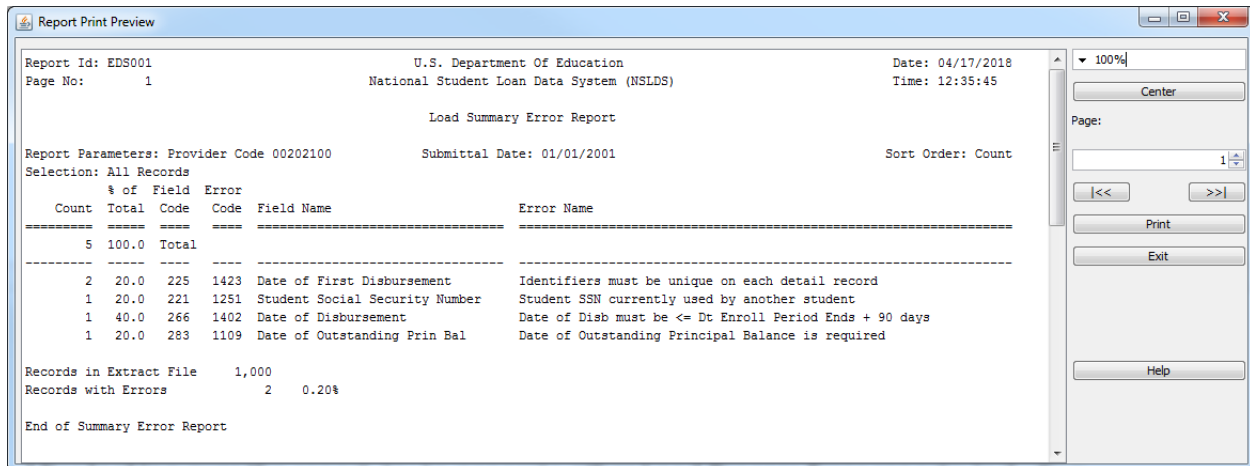 Report Print Preview
Report Id: EDS001 U.S. Department Of Education Date: 04/17/2018
Page No: 1 National Student Loan Data System (NSLDS) Time: 12:35:45
Load Summary Error Report
Report Parameters: Provider Code 00202100 Submittal Date: 01/01/2001 Sort Order: Count
Selection: All Records
% of Field Error
Count Total Code Code Field Name Error Name
========= ===== ==== ==== ================================= ==================================================================
5 100.0 Total
--------- ----- ---- ---- --------------------------------- ------------------------------------------------------------------
2 20.0 225 1423 Date of First Disbursement Identifiers must be unique on each detail record
1 20.0 221 1251 Student Social Security Number Student SSN currently used by another student
1 40.0 266 1402 Date of Disbursement Date of Disb must be <= Dt Enroll Period Ends + 90 days
1 20.0 283 1109 Date of Outstanding Prin Bal Date of Outstanding Principal Balance is required
Records in Extract File 1,000
Records with Errors 2 0.20%
End of Summary Error Report
100%
Center
Page:
1
|<< >>|
Print
Exit
Help